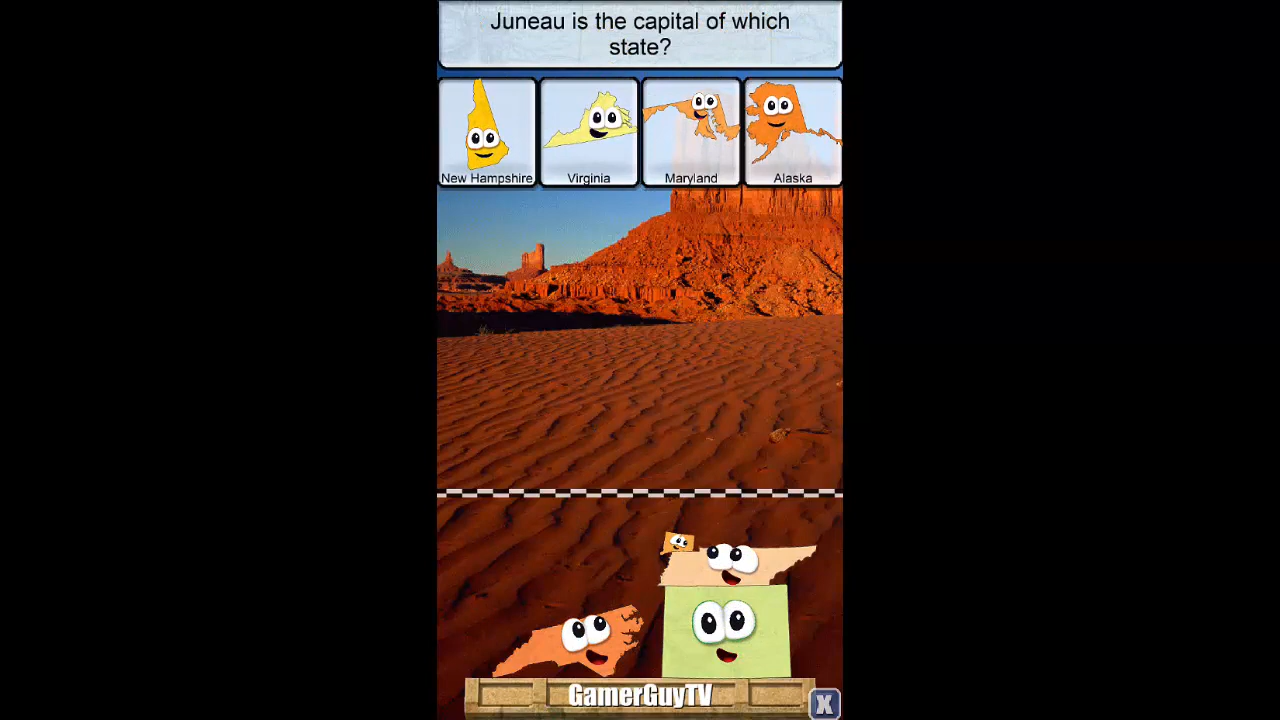 Juneau is the capital of which
state?
New Hampshire
Virginia
Maryland
Alaska
GamerGuyTV
X